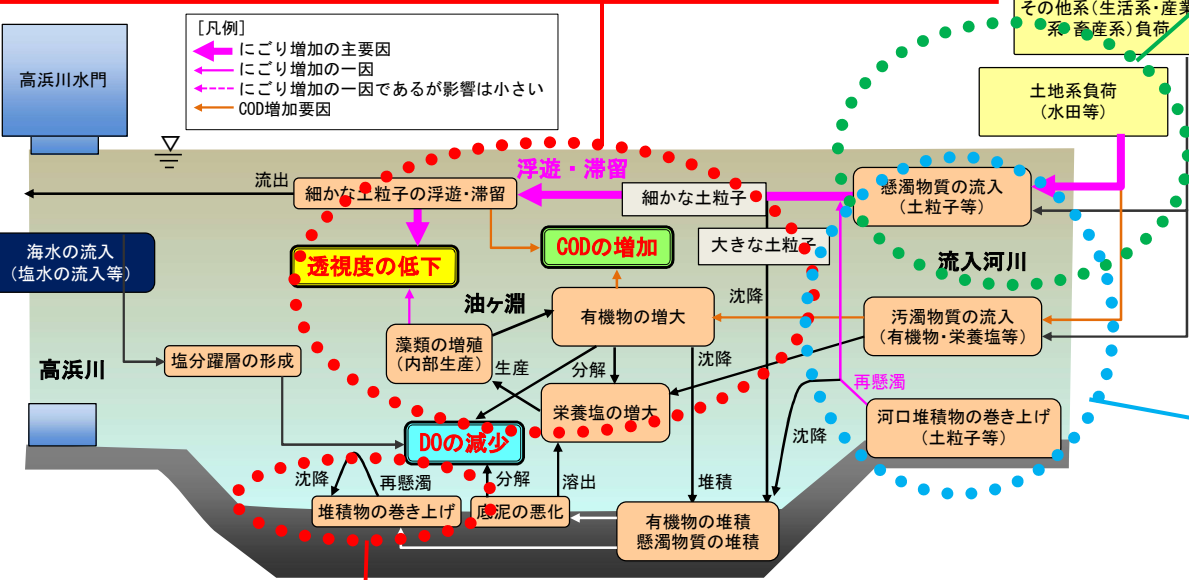 その他系(生活系・産業
系・畜産系)負荷
[凡例]
にごり増加の主要因
にごり増加の一因
にごり増加の一因であるが影響は小さい
COD増加要因
高浜川水門
土地系負荷
(水田等)
浮遊・滞留
流出
細かな土粒子の浮遊・滞留
細かな土粒子
懸濁物質の流入
(土粒子等)
海水の流入
(塩水の流入等)
透視度の低下
CODの増加
大きな土粒子
流入河川
油ヶ淵
有機物の増大
沈降
汚濁物質の流入
(有機物・栄養塩等)
藻類の増殖
(内部生産)
塩分躍層の形成
高浜川
生産
分解
沈降
再懸濁
栄養塩の増大
河口堆積物の巻き上げ
(土粒子等)
DOの減少
沈降
沈降
再懸濁
分解
溶出
堆積
堆積物の巻き上げ
底泥の悪化
有機物の堆積
懸濁物質の堆積